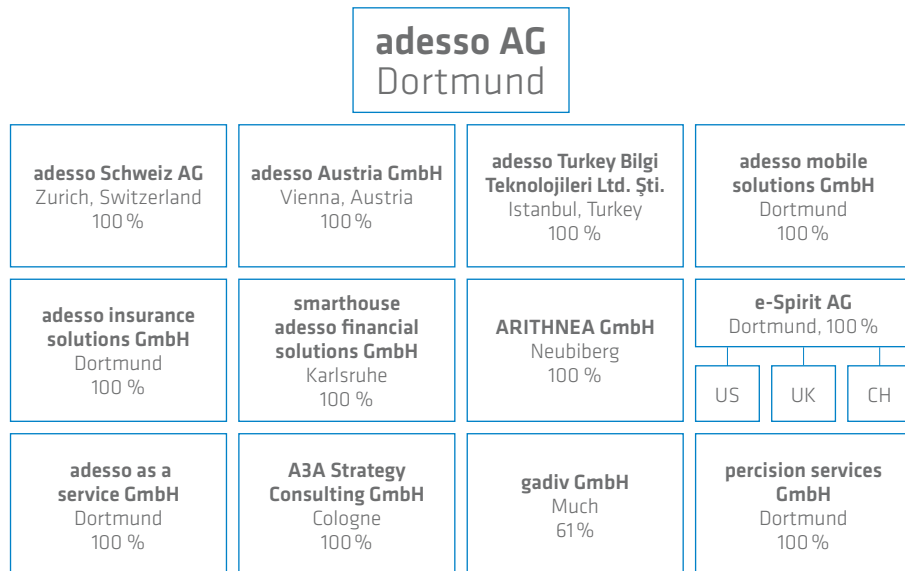 adesso AG
Dortmund
adesso Schweiz AG
Zurich, Switzerland
100 %
adesso Austria GmbH
Vienna, Austria
100 %
adesso Turkey Bilgi
Teknolojileri Ltd. Şti.
Istanbul, Turkey
100 %
adesso mobile
solutions GmbH
Dortmund
100 %
adesso insurance
solutions GmbH
Dortmund
100 %
smarthouse
adesso financial
solutions GmbH
Karlsruhe
100 %
ARITHNEA GmbH
Neubiberg
100 %
e-Spirit AG
Dortmund, 100 %
US
UK
CH
adesso as a
service GmbH
Dortmund
100 %
A3A Strategy
Consulting GmbH
Cologne
100 %
gadiv GmbH
Much
61 %
percision services
GmbH
Dortmund
100 %